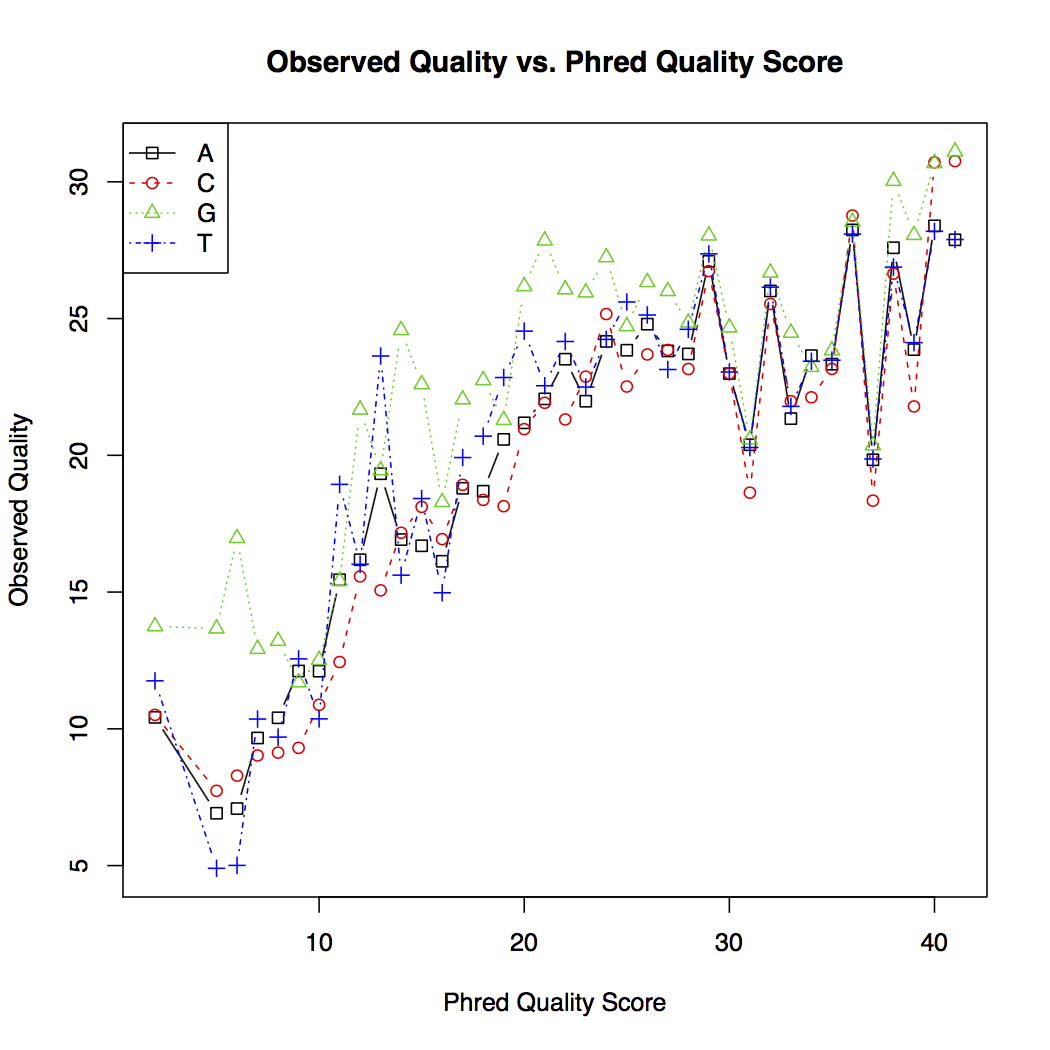 Observed Quality vs. Phred Quality Score
A
C
G
T
Observed Quality
30
25
20
15
10
5
10 20 30 40
Phred Quality Score